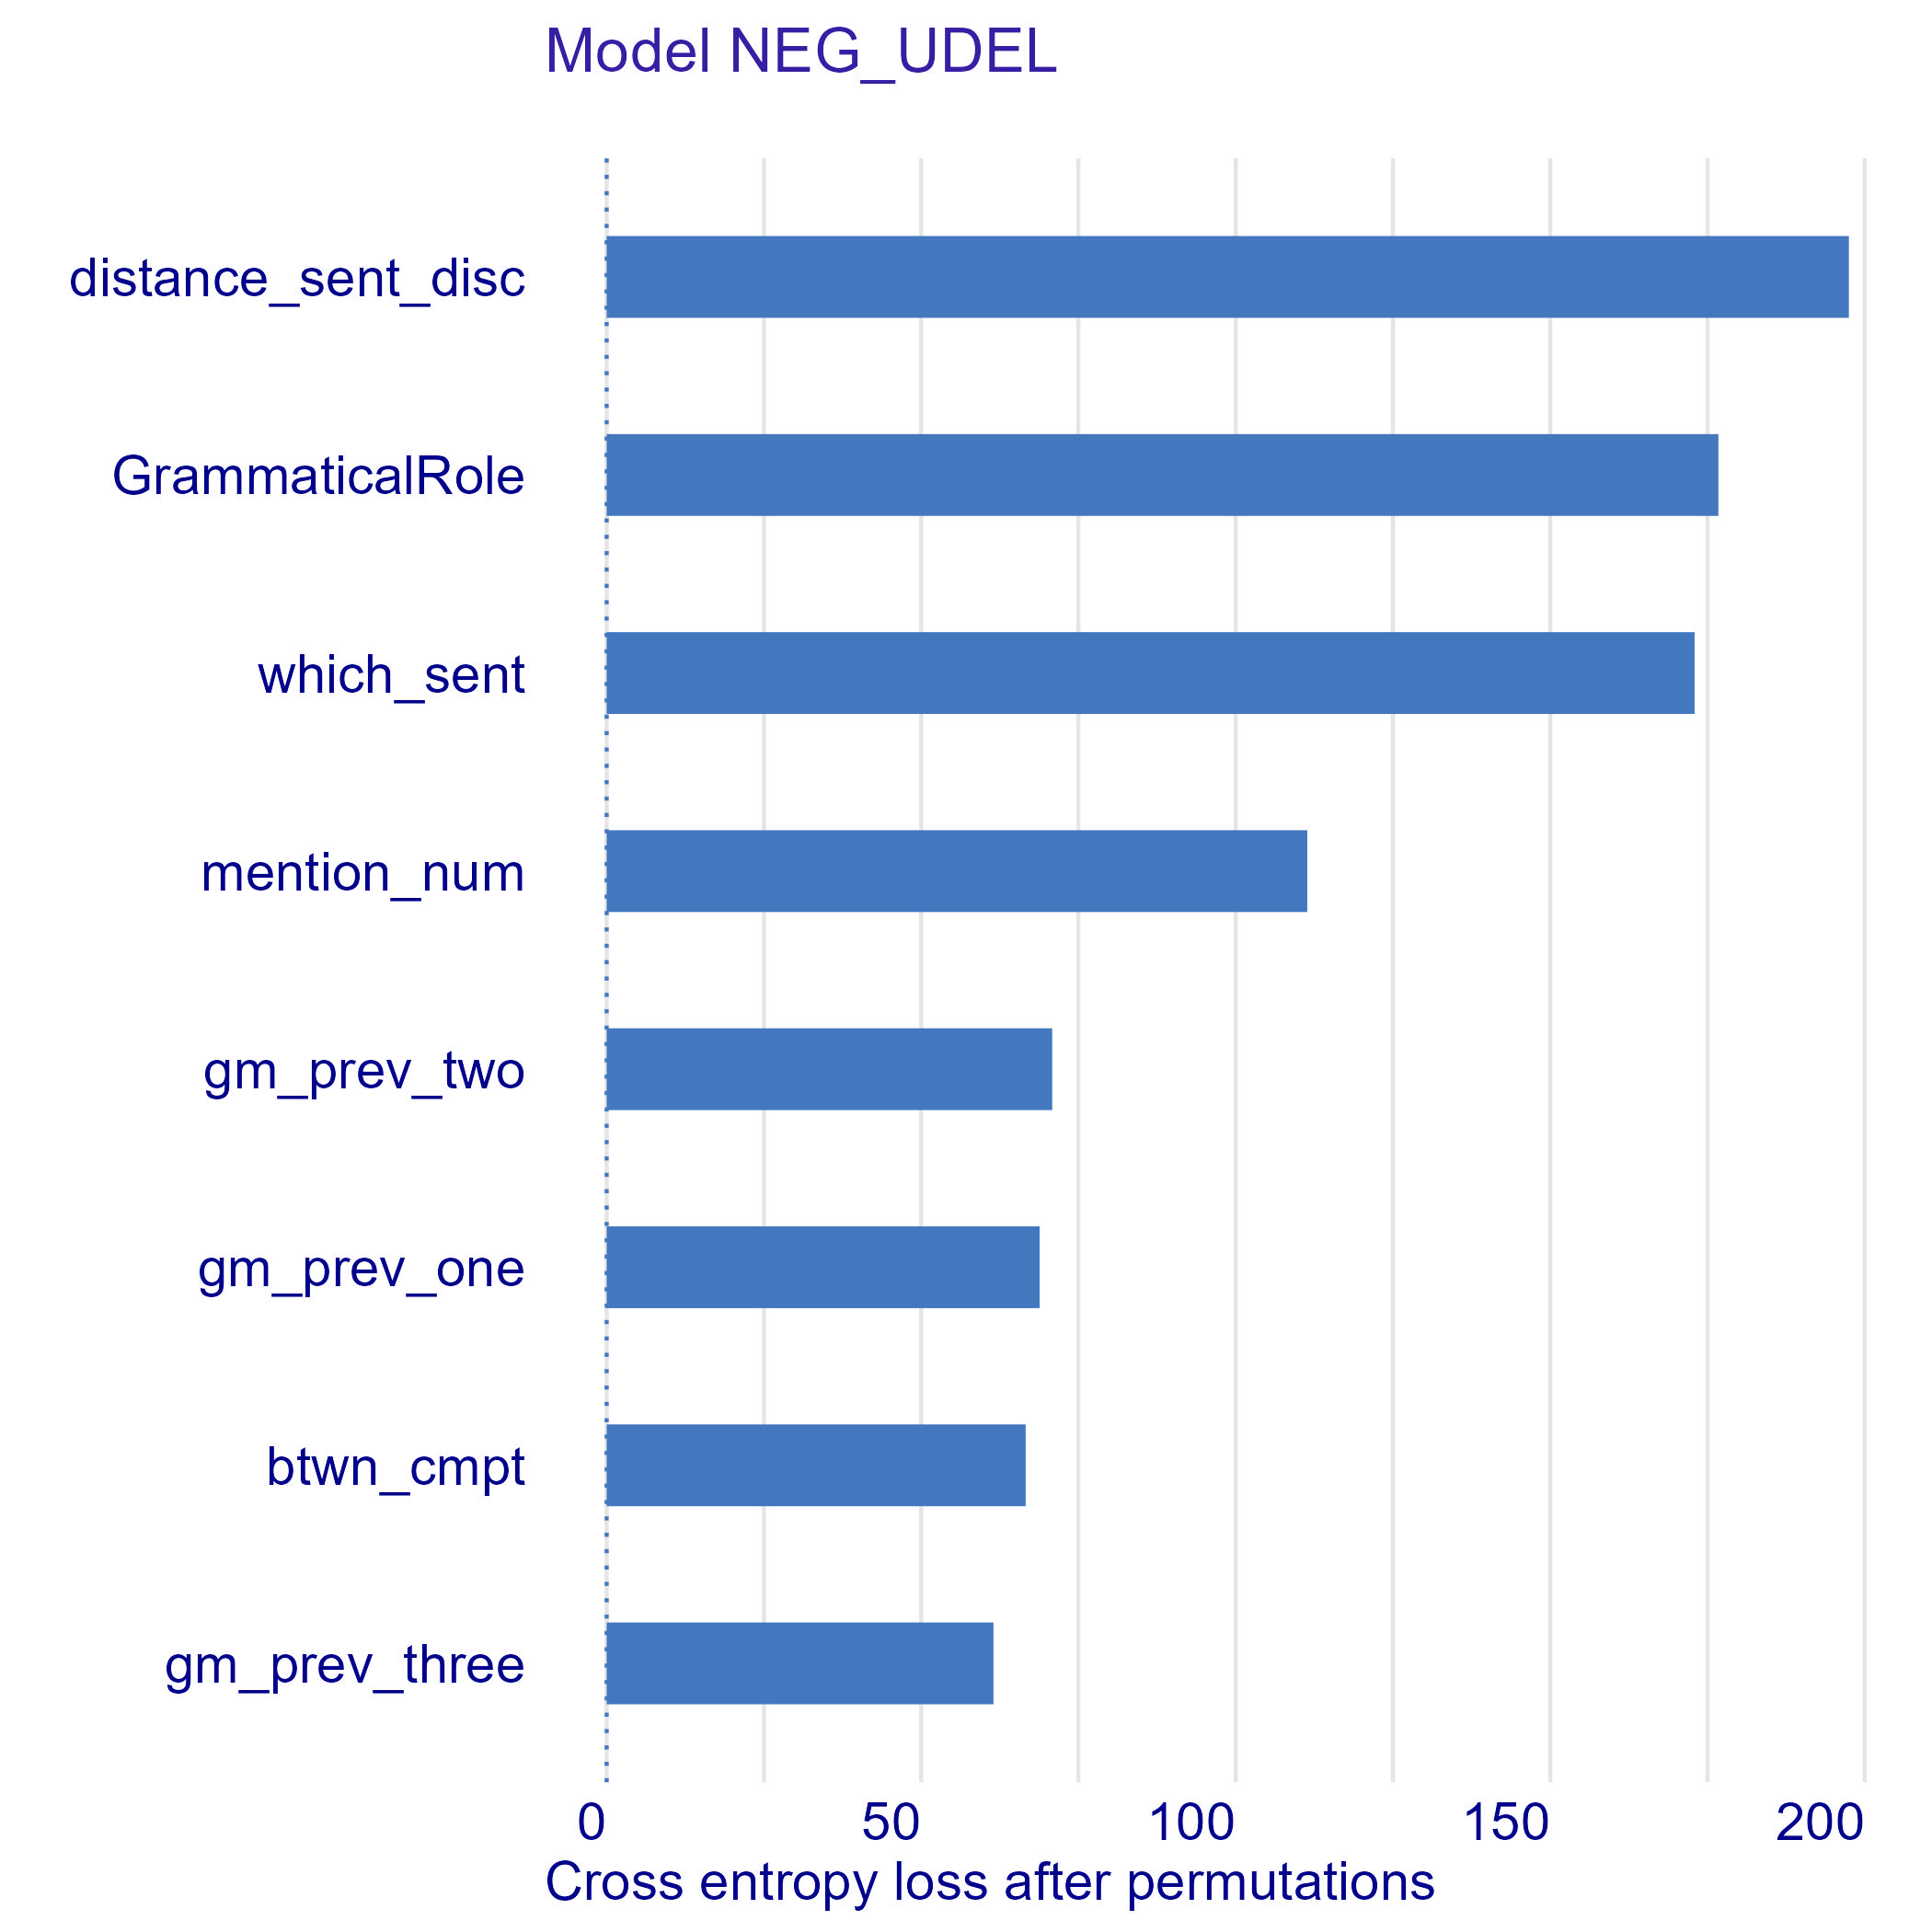 Model NEG_UDEL
distance_sent_disc
GrammaticalRole
which_sent
mention_num
gm_prev_two
gm_prev_one
btwn_cmpt
gm_prev_three
0 50 100 150 200
Cross entropy loss after permutations